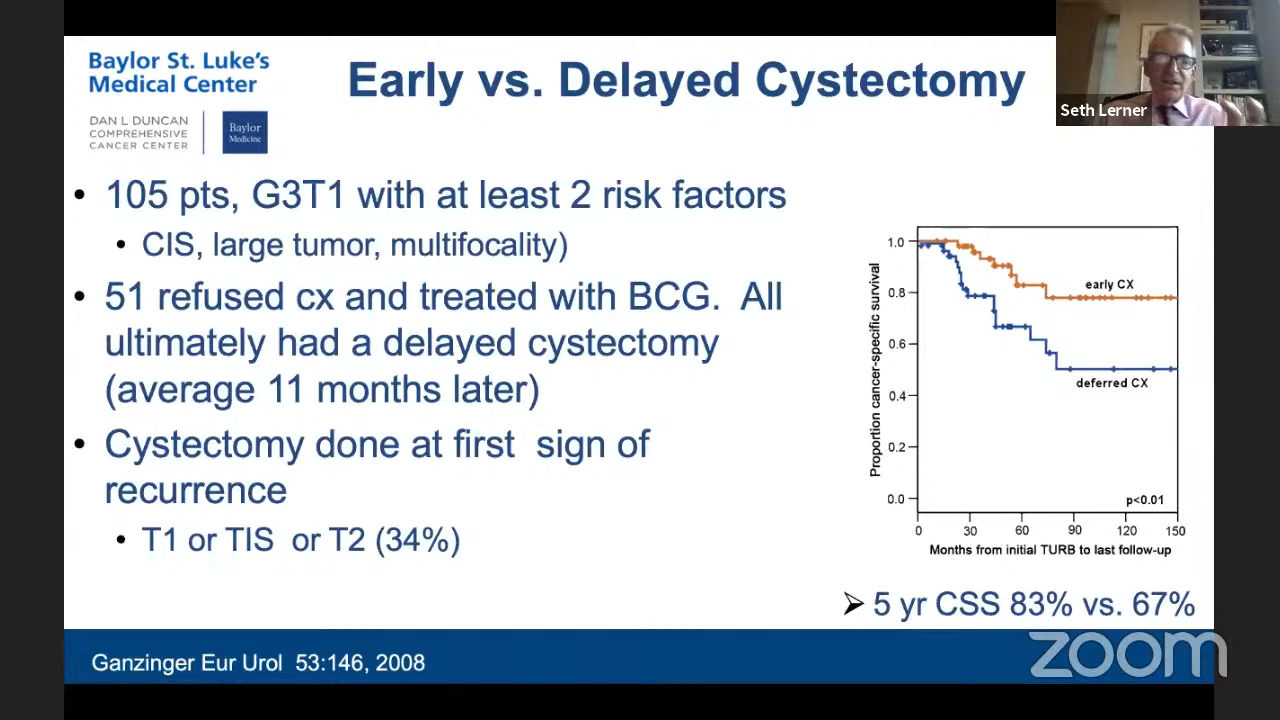 Baylor St. Luke's
Medical Center
DAN L DUNCAN
COMPREHENSIVE
CANCER CENTER
Baylor
Medicine
Early vs. Delayed Cystectomy
Seth Lerner
• 105 pts, G3T1 with at least 2 risk factors
• CIS, large tumor, multifocality)
• 51 refused cx and treated with BCG. All
ultimately had a delayed cystectomy
(average 11 months later)
• Cystectomy done at first sign of
recurrence
• T1 or TIS or T2 (34%)
Proportion cancer-specific survival
1.0
0.8
0.6
0.4
0.2
0.0
early CX
deferred CX
p<0.01
0 30 60 90 120 150
Months from initial TURB to last follow-up
➢ 5 yr CSS 83% vs. 67%
Ganzinger Eur Urol 53:146, 2008
zoom